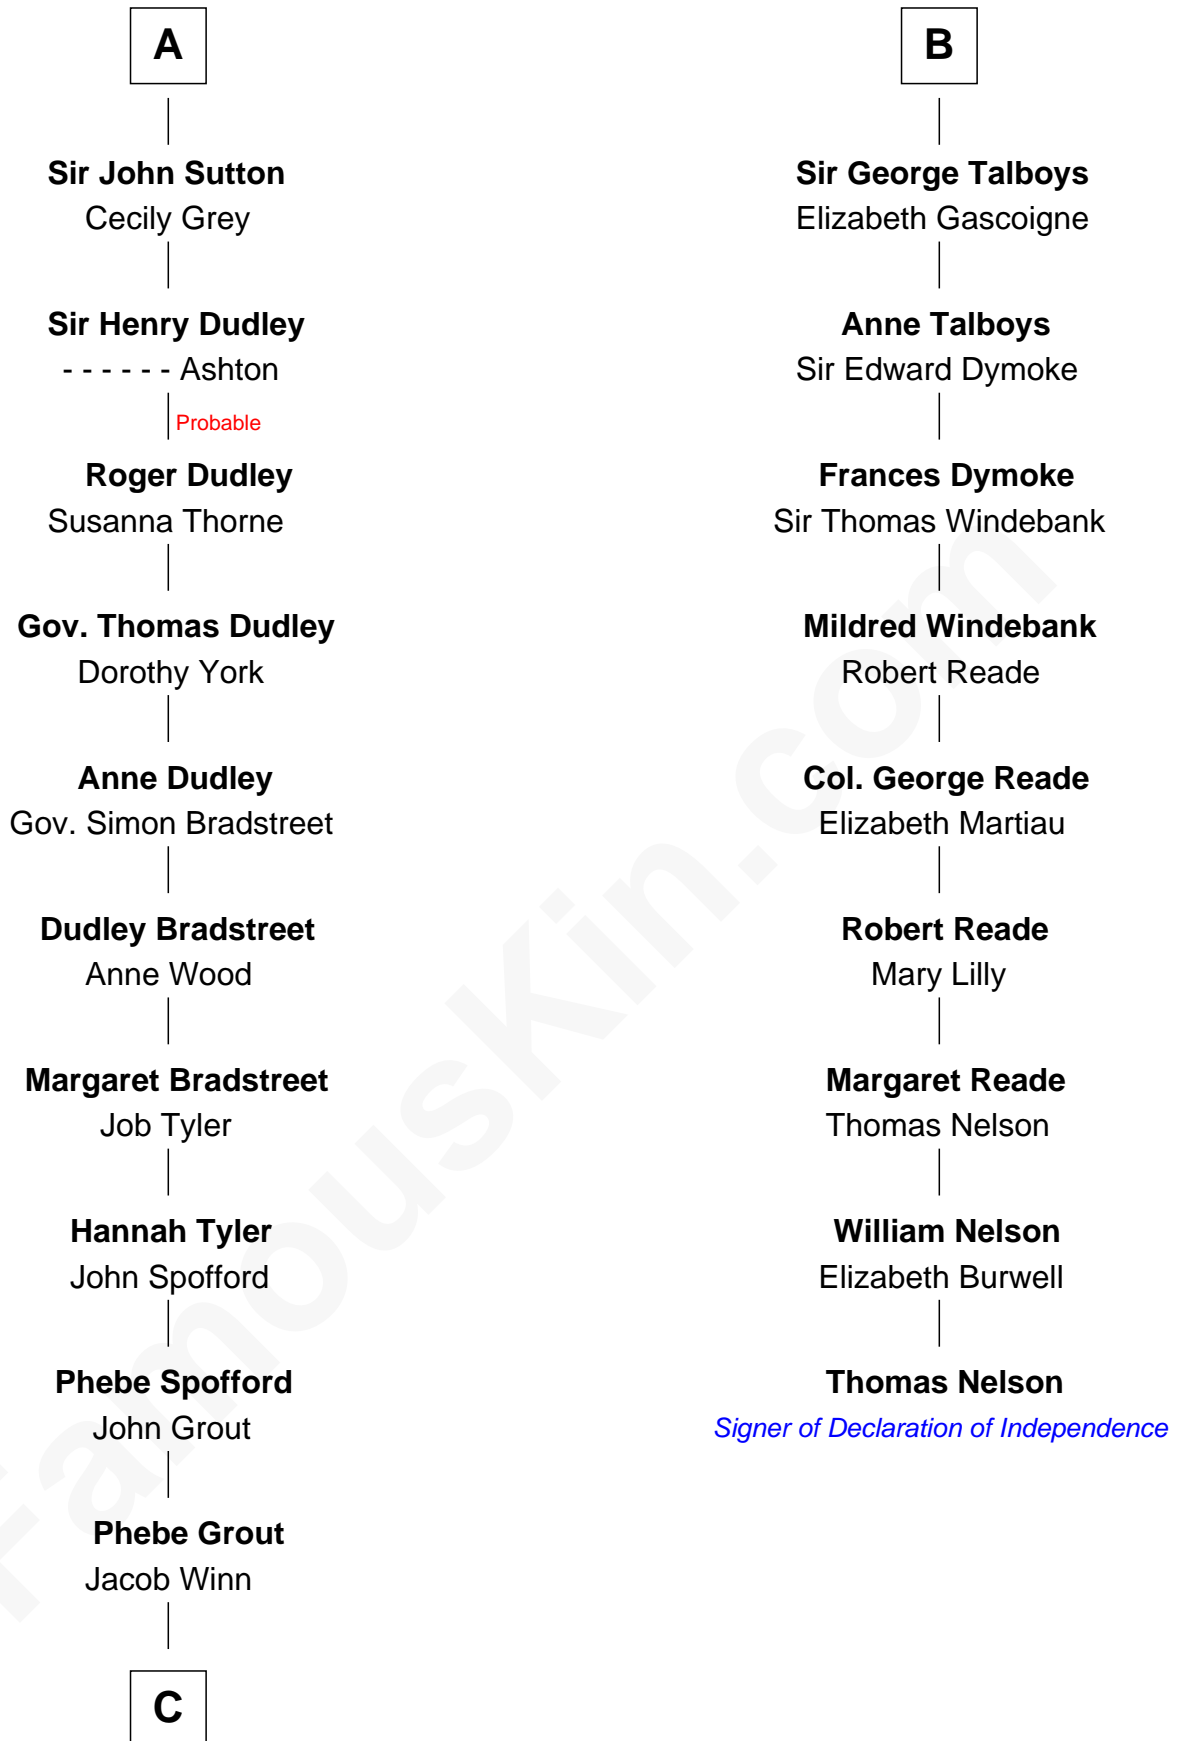 A
Sir John Sutton
Cecily Grey
Sir Henry Dudley
- - - - - - Ashton
Probable
Roger Dudley
Susanna Thorne
Gov. Thomas Dudley
Dorothy York
Anne Dudley
Gov. Simon Bradstreet
Dudley Bradstreet
Anne Wood
Margaret Bradstreet
Job Tyler
Hannah Tyler
John Spofford
Phebe Spofford
John Grout
Phebe Grout
Jacob Winn
C
B
Sir George Talboys
Elizabeth Gascoigne
Anne Talboys
Sir Edward Dymoke
Frances Dymoke
Sir Thomas Windebank
Mildred Windebank
Robert Reade
Col. George Reade
Elizabeth Martiau
Robert Reade
Mary Lilly
Margaret Reade
Thomas Nelson
William Nelson
Elizabeth Burwell
Thomas Nelson
Signer of Declaration of Independence
FamousKin.com